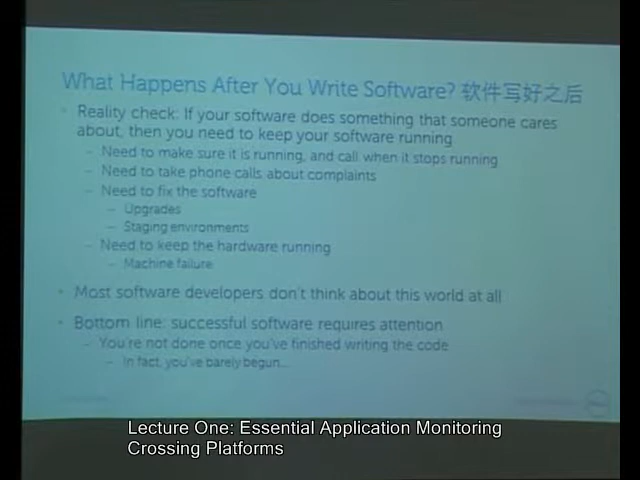 What Happens After You Write Software? 软件写好之后
Reality check: If your software does something that someone cares
about, then you need to keep your software running
– Need to make sure it is running, and call when it stops running
– Need to take phone calls about complaints
– Need to fix the software
– Upgrades
– Staging environments
– Need to keep the hardware running
– Machine failure
Most software developers don't think about this world at all
Bottom line: successful software requires attention
– You're not done once you've finished writing the code
– In fact, you've barely begun...
Lecture One: Essential Application Monitoring
Crossing Platforms